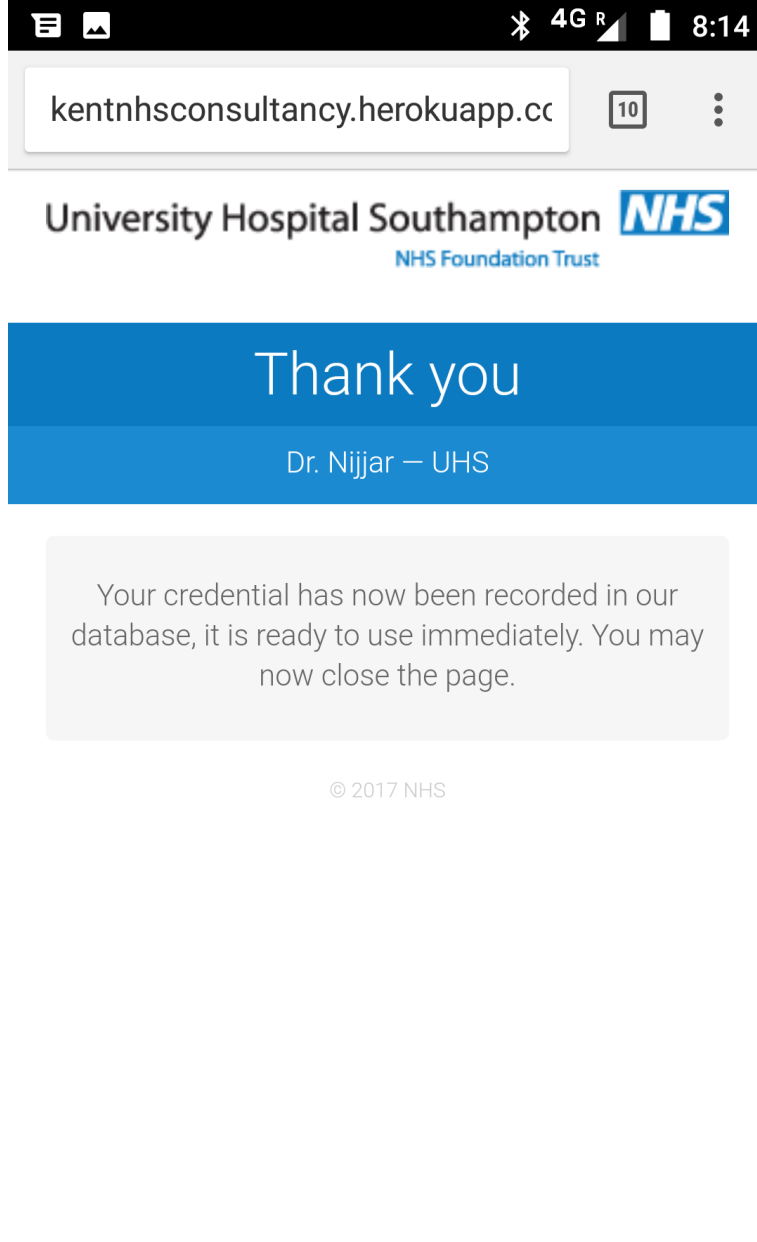 4G R 8:14
kentnhsconsultancy.herokuapp.cc
10
University Hospital Southampton NHS
NHS Foundation Trust
Thank you
Dr. Nijjar — UHS
Your credential has now been recorded in our
database, it is ready to use immediately. You may
now close the page.
© 2017 NHS